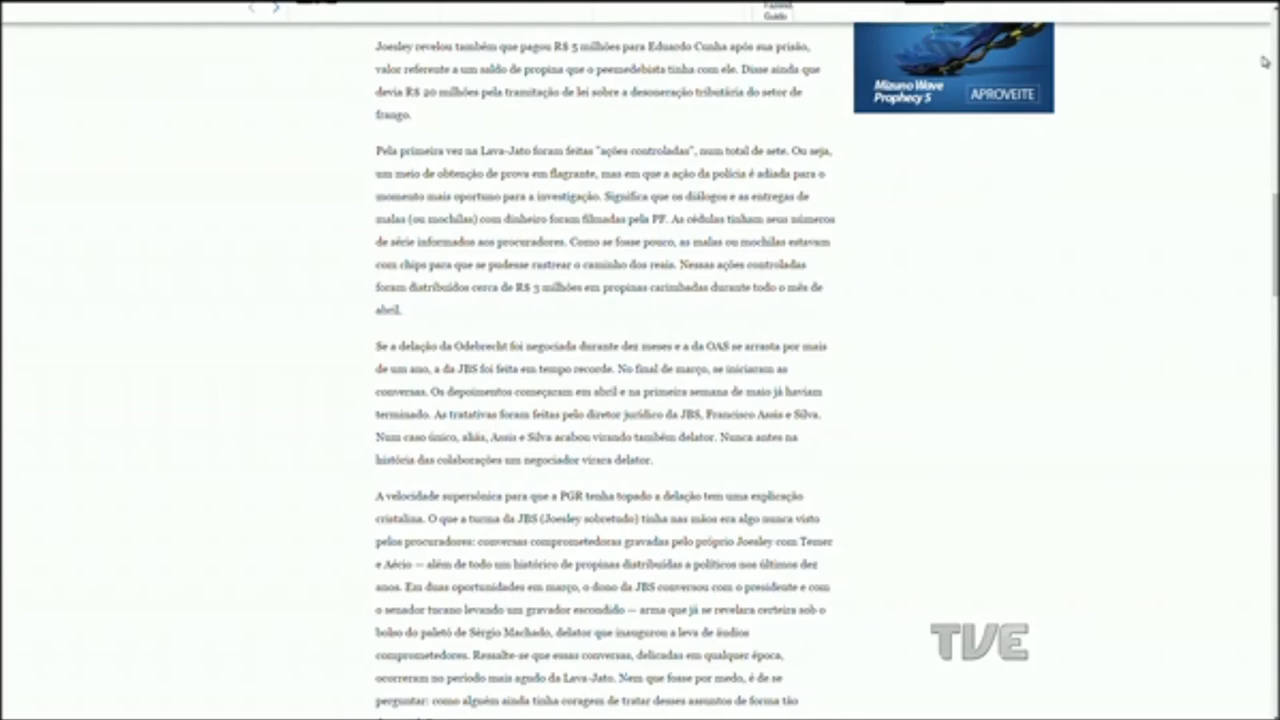 Guido
Joesley revelou também que pagou R$ 5 milhões para Eduardo Cunha após sua prisão,
valor referente a um saldo de propina que o peemedebista tinha com ele. Disse ainda que
devia R$ 20 milhões pela tramitação de lei sobre a desoneração tributária do setor de
frango.
Mizuno Wave
Prophecy 5
APROVEITE
Pela primeira vez na Lava-Jato foram feitas "ações controladas", num total de sete. Ou seja,
um meio de obtenção de prova em flagrante, mas em que a ação da polícia é adiada para o
momento mais oportuno para a investigação. Significa que os diálogos e as entregas de
malas (ou mochilas) com dinheiro foram filmadas pela PF. As cédulas tinham seus números
de série informados aos procuradores. Como se fosse pouco, as malas ou mochilas estavam
com chips para que se pudesse rastrear o caminho dos reais. Nessas ações controladas
foram distribuídos cerca de R$ 3 milhões em propinas carimbadas durante todo o mês de
abril.
Se a delação da Odebrecht foi negociada durante dez meses e a da OAS se arrasta por mais
de um ano, a da JBS foi feita em tempo recorde. No final de março, se iniciaram as
conversas. Os depoimentos começaram em abril e na primeira semana de maio já haviam
terminado. As tratativas foram feitas pelo diretor jurídico da JBS, Francisco Assis e Silva.
Num caso único, aliás, Assis e Silva acabou virando também delator. Nunca antes na
história das colaborações um negociador virara delator.
A velocidade supersônica para que a PGR tenha topado a delação tem uma explicação
cristalina. O que a turma da JBS (Joesley sobretudo) tinha nas mãos era algo nunca visto
pelos procuradores: conversas comprometedoras gravadas pelo próprio Joesley com Temer
e Aécio — além de todo um histórico de propinas distribuídas a políticos nos últimos dez
anos. Em duas oportunidades em março, o dono da JBS conversou com o presidente e com
o senador tucano levando um gravador escondido — arma que já se revelara certeira sob o
bolso do paletó de Sérgio Machado, delator que inaugurou a leva de áudios
comprometedores. Ressalte-se que essas conversas, delicadas em qualquer época,
ocorreram no período mais agudo da Lava-Jato. Nem que fosse por medo, é de se
perguntar: como alguém ainda tinha coragem de tratar desses assuntos de forma tão
TVE